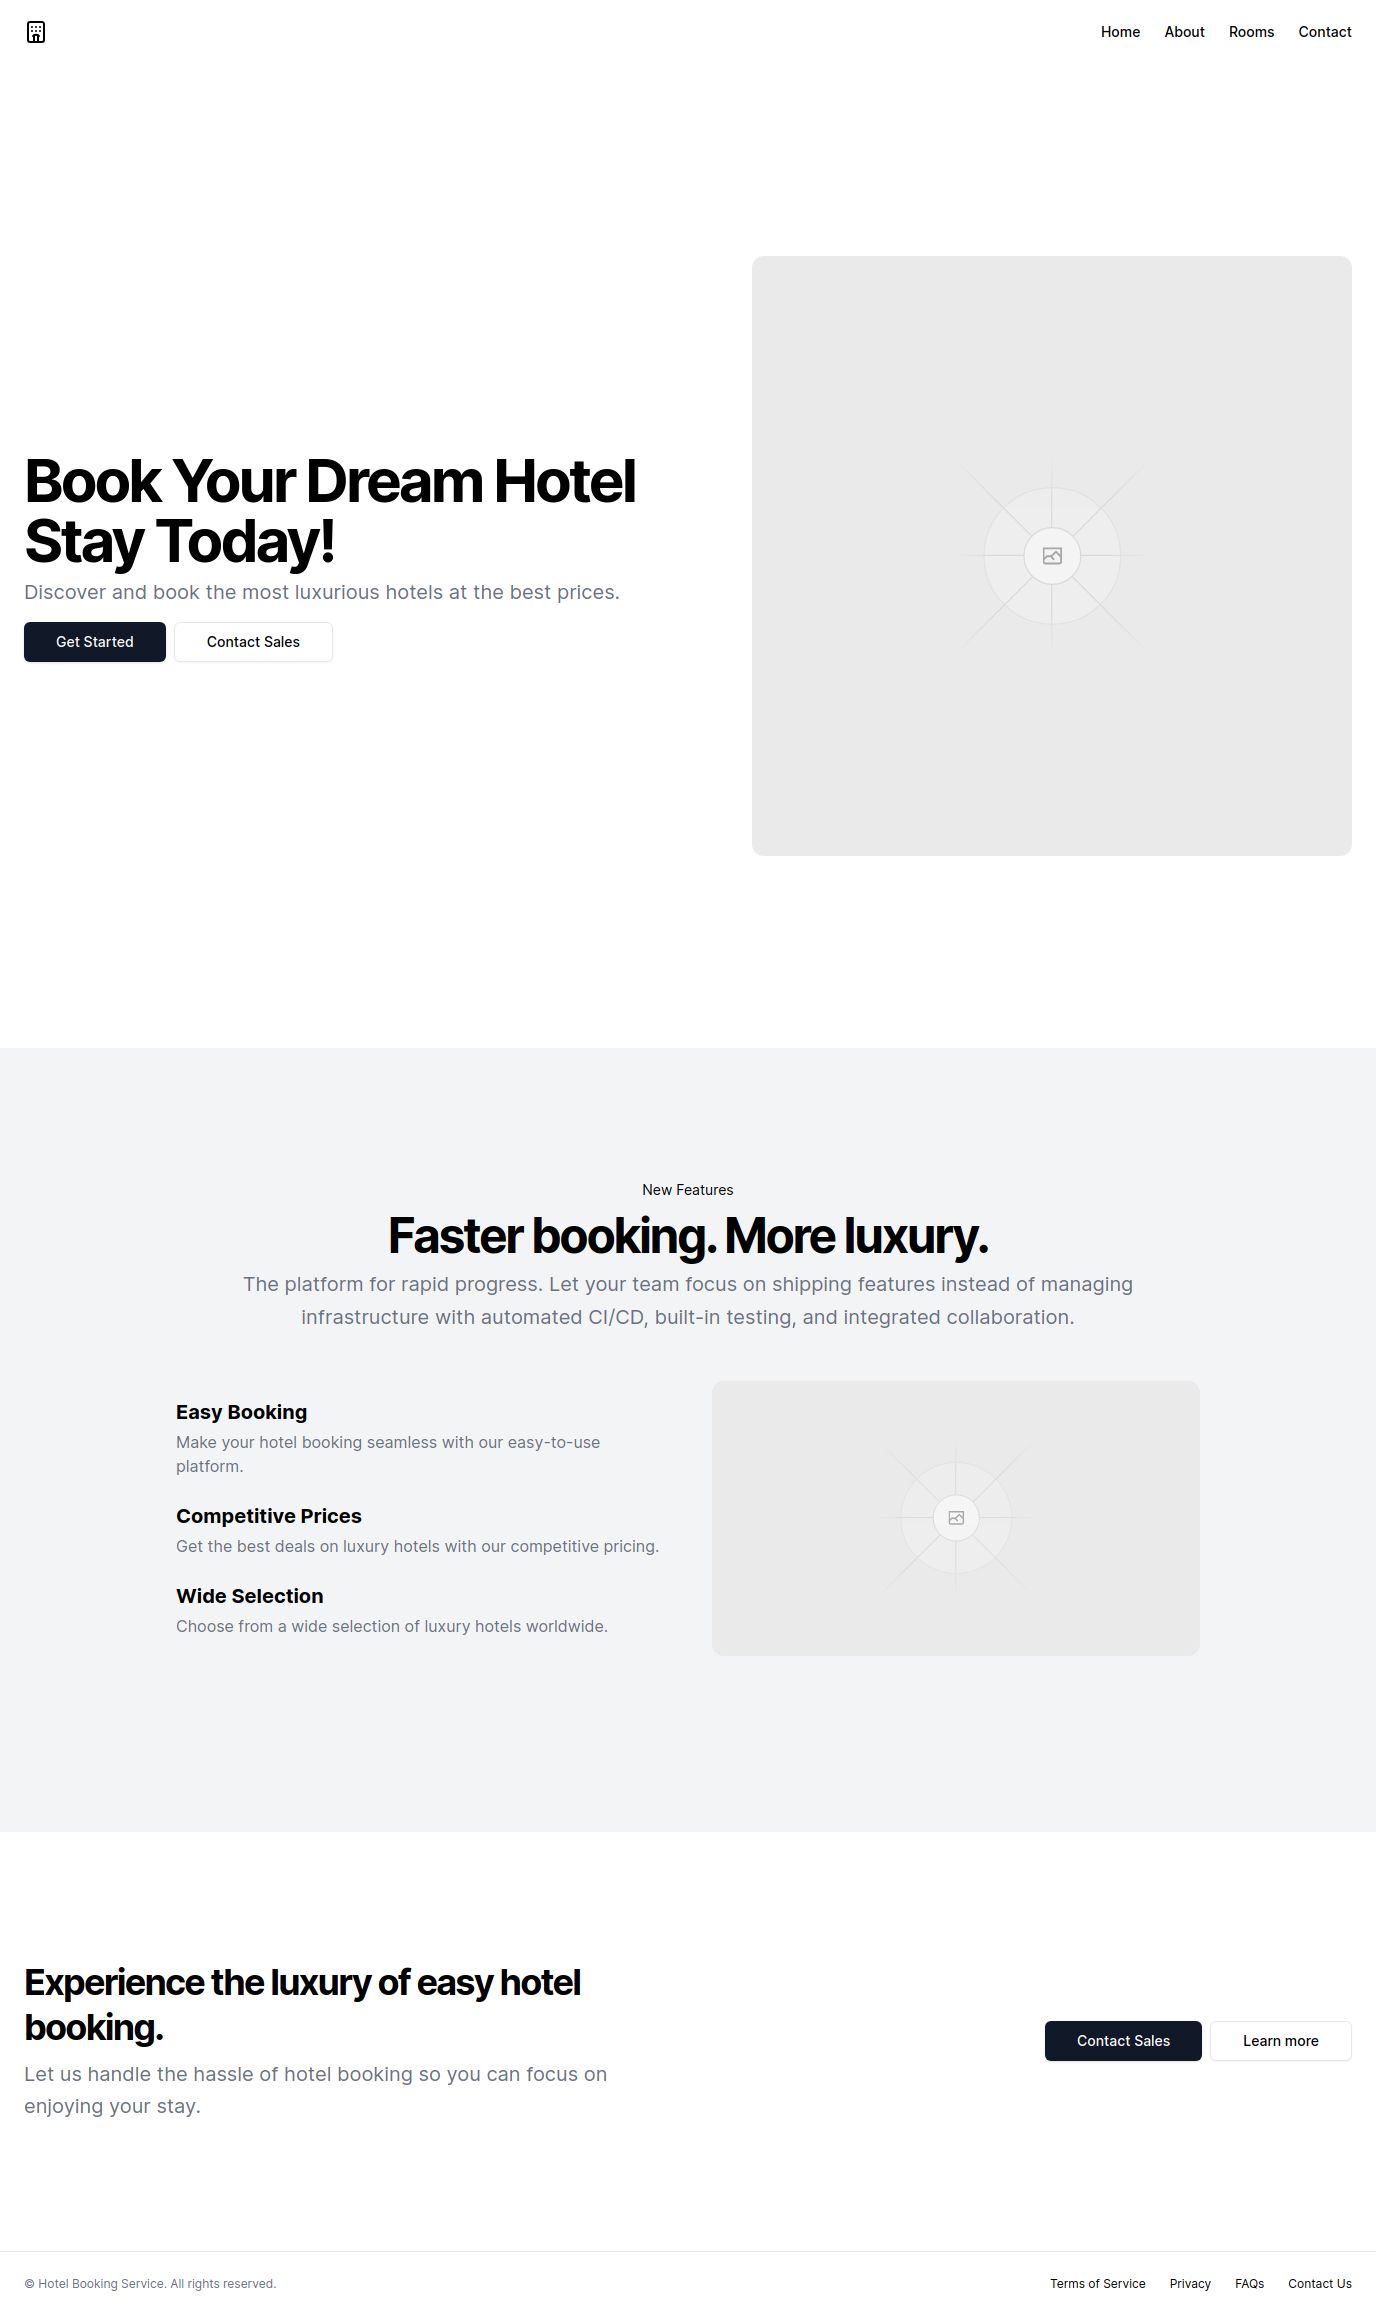 Home About Rooms Contact
Book Your Dream Hotel
Stay Today!
Discover and book the most luxurious hotels at the best prices.
Get Started Contact Sales
New Features
Faster booking. More luxury.
The platform for rapid progress. Let your team focus on shipping features instead of managing
infrastructure with automated CI/CD, built-in testing, and integrated collaboration.
Easy Booking
Make your hotel booking seamless with our easy-to-use
platform.
Competitive Prices
Get the best deals on luxury hotels with our competitive pricing.
Wide Selection
Choose from a wide selection of luxury hotels worldwide.
Experience the luxury of easy hotel
booking.
Let us handle the hassle of hotel booking so you can focus on
enjoying your stay.
Contact Sales Learn more
© Hotel Booking Service. All rights reserved. Terms of Service Privacy FAQs Contact Us